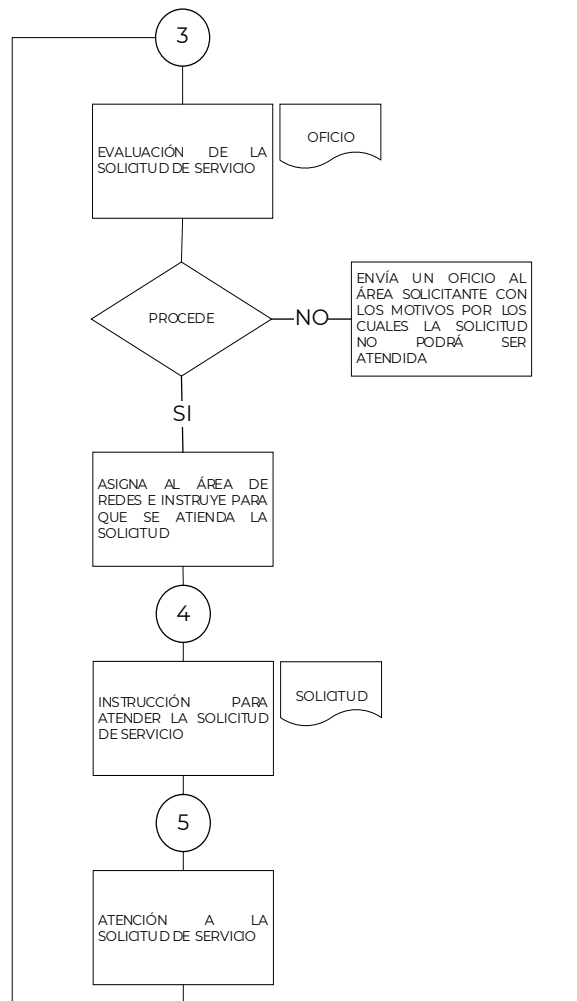 3
EVALUACIÓN DE LA
SOLICITUD DE SERVICIO
OFICIO
PROCEDE
NO
ENVÍA UN OFICIO AL
ÁREA SOLICITANTE CON
LOS MOTIVOS POR LOS
CUALES LA SOLICITUD
NO PODRÁ SER
ATENDIDA
SI
ASIGNA AL ÁREA DE
REDES E INSTRUYE PARA
QUE SE ATIENDA LA
SOLICITUD
4
INSTRUCCIÓN PARA
ATENDER LA SOLICITUD
DE SERVICIO
SOLICITUD
5
ATENCIÓN A LA
SOLICITUD DE SERVICIO